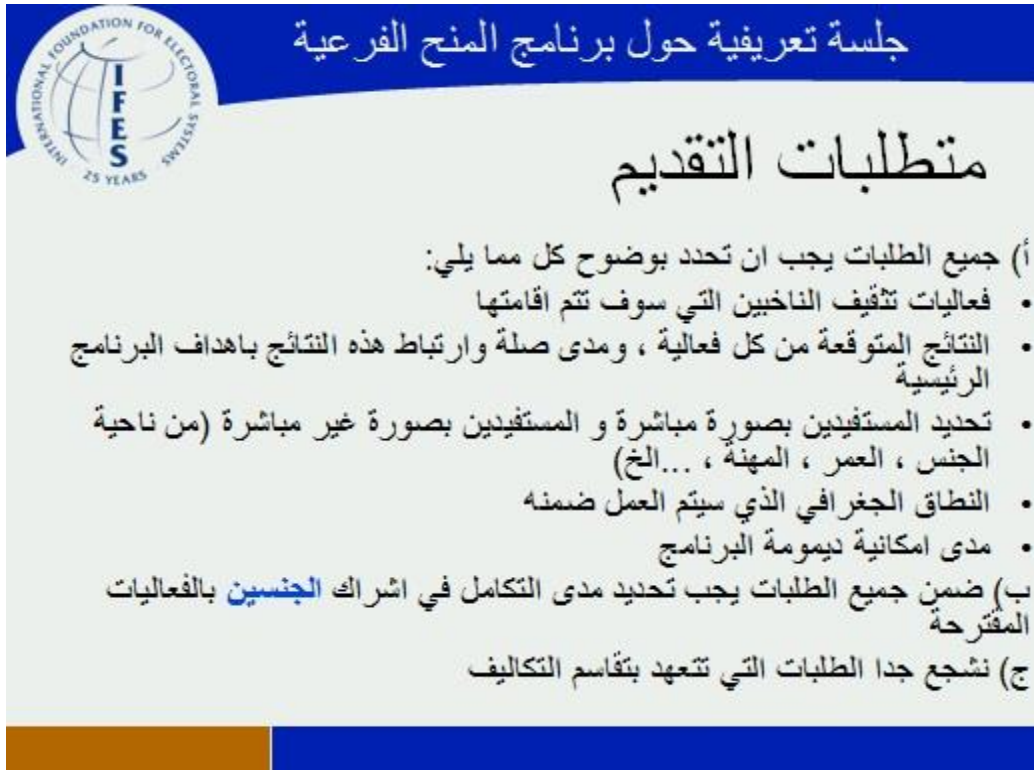 جلسة تعريفية حول برنامج المنح الفرعية
INTERNATIONAL FOUNDATION FOR ELECTORAL SYSTEMS
IFES
25 YEARS
متطلبات التقديم
أ) جميع الطلبات يجب ان تحدد بوضوح كل مما يلي:
• فعاليات تثقيف الناخبين التي سوف تتم اقامتها
• النتائج المتوقعة من كل فعالية ، ومدى صلة وارتباط هذه النتائج باهداف البرنامج
الرئيسية
• تحديد المستفيدين بصورة مباشرة و المستفيدين بصورة غير مباشرة (من ناحية
الجنس ، العمر ، المهنة ، ...الخ)
• النطاق الجغرافي الذي سيتم العمل ضمنه
• مدى امكانية ديمومة البرنامج
ب) ضمن جميع الطلبات يجب تحديد مدى التكامل في اشراك الجنسين بالفعاليات
المقترحة
ج) نشجع جدا الطلبات التي تتعهد بتقاسم التكاليف